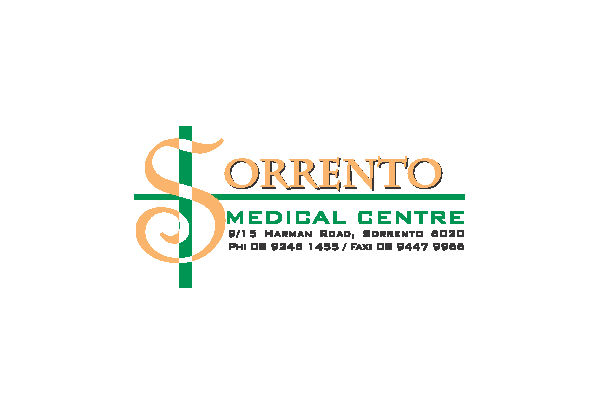 SORRENTO
MEDICAL CENTRE
9/15 HARMAN ROAD, SORRENTO 6020
PH: 08 9246 1455 / FAX: 08 9447 9966